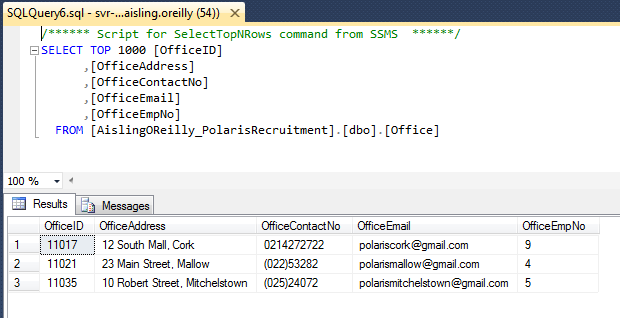 SQLQuery6.sql - svr-...aisling.oreilly (54))
/****** Script for SelectTopNRows command from SSMS ******/
SELECT TOP 1000 [OfficeID]
,[OfficeAddress]
,[OfficeContactNo]
,[OfficeEmail]
,[OfficeEmpNo]
FROM [AislingOReilly_PolarisRecruitment].[dbo].[Office]
100 %
Results Messages
OfficeID OfficeAddress OfficeContactNo OfficeEmail OfficeEmpNo
1 11017 12 South Mall, Cork 0214272722 polariscork@gmail.com 9
2 11021 23 Main Street, Mallow (022)53282 polarismallow@gmail.com 4
3 11035 10 Robert Street, Mitchelstown (025)24072 polarismitchelstown@gmail.com 5